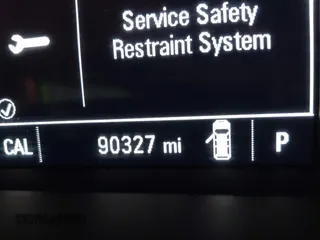 Service Safety
Restraint System
CAL 90327 mi P